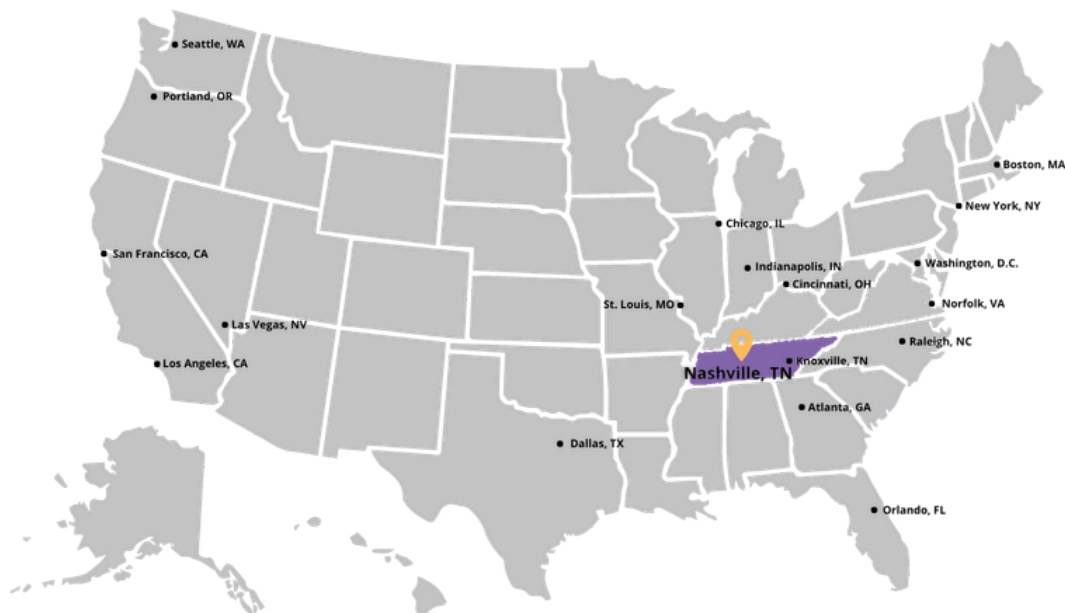 Seattle, WA
Portland, OR
Boston, MA
New York, NY
Chicago, IL
San Francisco, CA
Washington, D.C.
Indianapolis, IN
Cincinnati, OH
St. Louis, MO
Norfolk, VA
Las Vegas, NV
Raleigh, NC
Los Angeles, CA
Knoxville, TN
Nashville, TN
Atlanta, GA
Dallas, TX
Orlando, FL